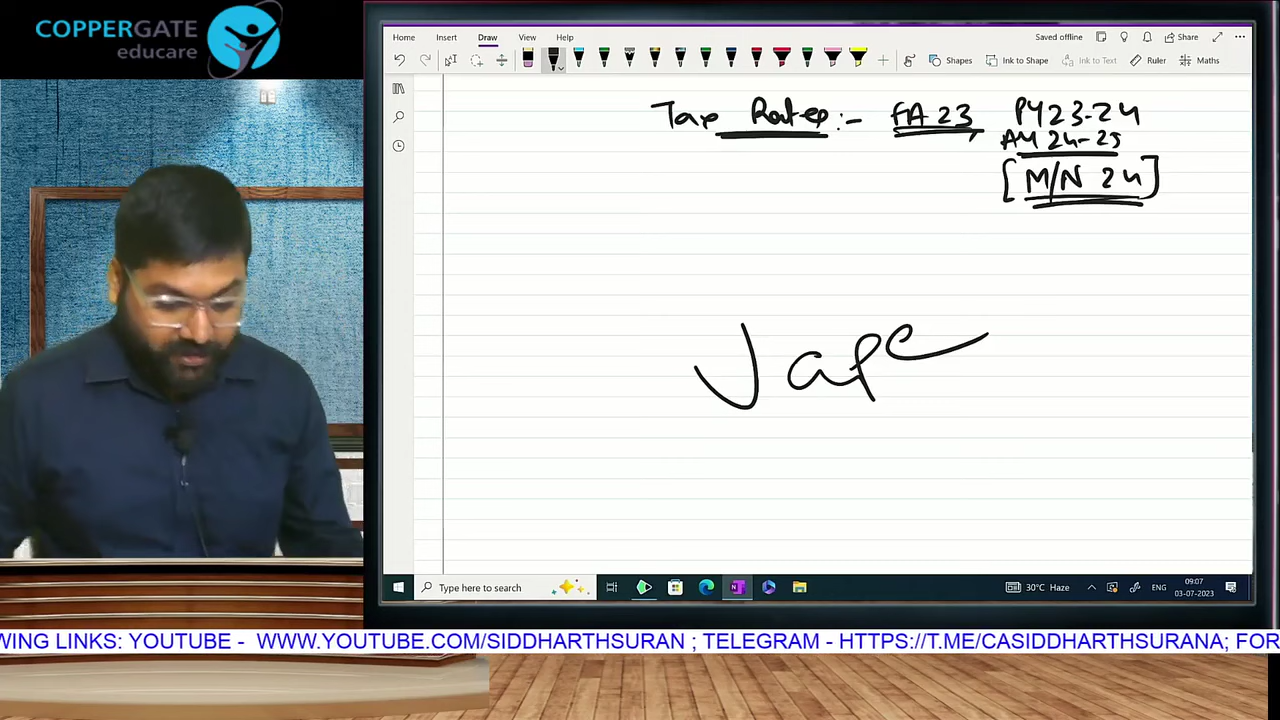 COPPERGATE
educare
Home Insert Draw View Help
Saved offline
Share
Shapes
Ink to Shape
Ink to Text
Ruler
Maths
Tax Rates :- FA 23 PY 23-24
AY 24-25
[M/N 24]
Type here to search
30°C Haze
ENG
09:07
03-07-2023
WING LINKS: YOUTUBE - WWW.YOUTUBE.COM/SIDDHARTHSURAN ; TELEGRAM - HTTPS://T.ME/CASIDDHARTHSURANA; FOR